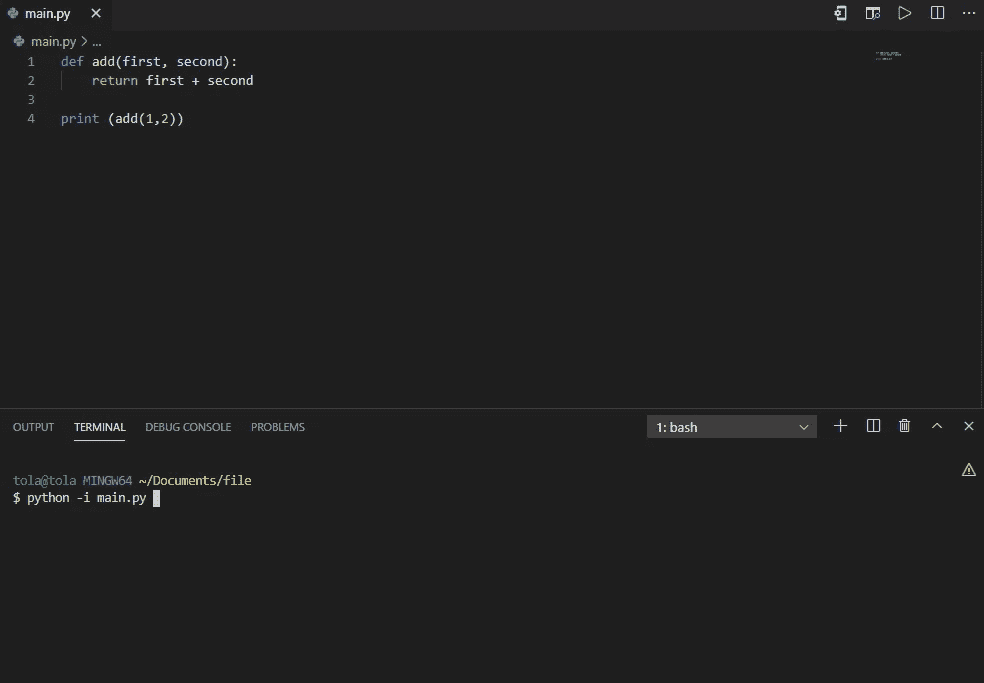 main.py
main.py > ...
1 def add(first, second):
2     return first + second
3
4 print (add(1,2))
OUTPUT TERMINAL DEBUG CONSOLE PROBLEMS 1: bash
tola@tola MINGW64 ~/Documents/file
$ python -i main.py